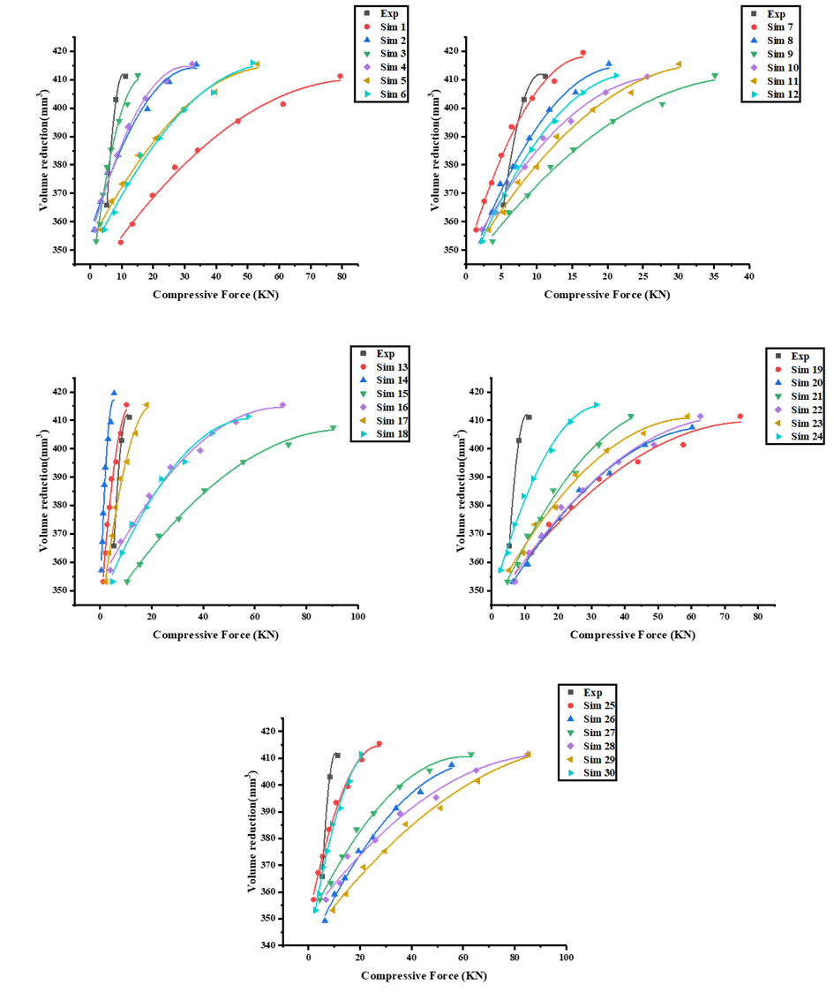 Exp
Sim 1
Sim 2
Sim 3
Sim 4
Sim 5
Sim 6
420
410
400
390
380
370
360
350
Volume reduction(mm³)
0 10 20 30 40 50 60 70 80
Compressive Force (KN)
Exp
Sim 7
Sim 8
Sim 9
Sim 10
Sim 11
Sim 12
420
410
400
390
380
370
360
350
Volume reduction(mm³)
0 5 10 15 20 25 30 35 40
Compressive Force (KN)
Exp
Sim 13
Sim 14
Sim 15
Sim 16
Sim 17
Sim 18
420
410
400
390
380
370
360
350
Volume reduction(mm³)
0 20 40 60 80 100
Compressive Force (KN)
Exp
Sim 19
Sim 20
Sim 21
Sim 22
Sim 23
Sim 24
420
410
400
390
380
370
360
350
Volume reduction(mm³)
0 10 20 30 40 50 60 70 80
Compressive Force (KN)
Exp
Sim 25
Sim 26
Sim 27
Sim 28
Sim 29
Sim 30
420
410
400
390
380
370
360
350
340
Volume reduction(mm³)
0 20 40 60 80 100
Compressive Force (KN)